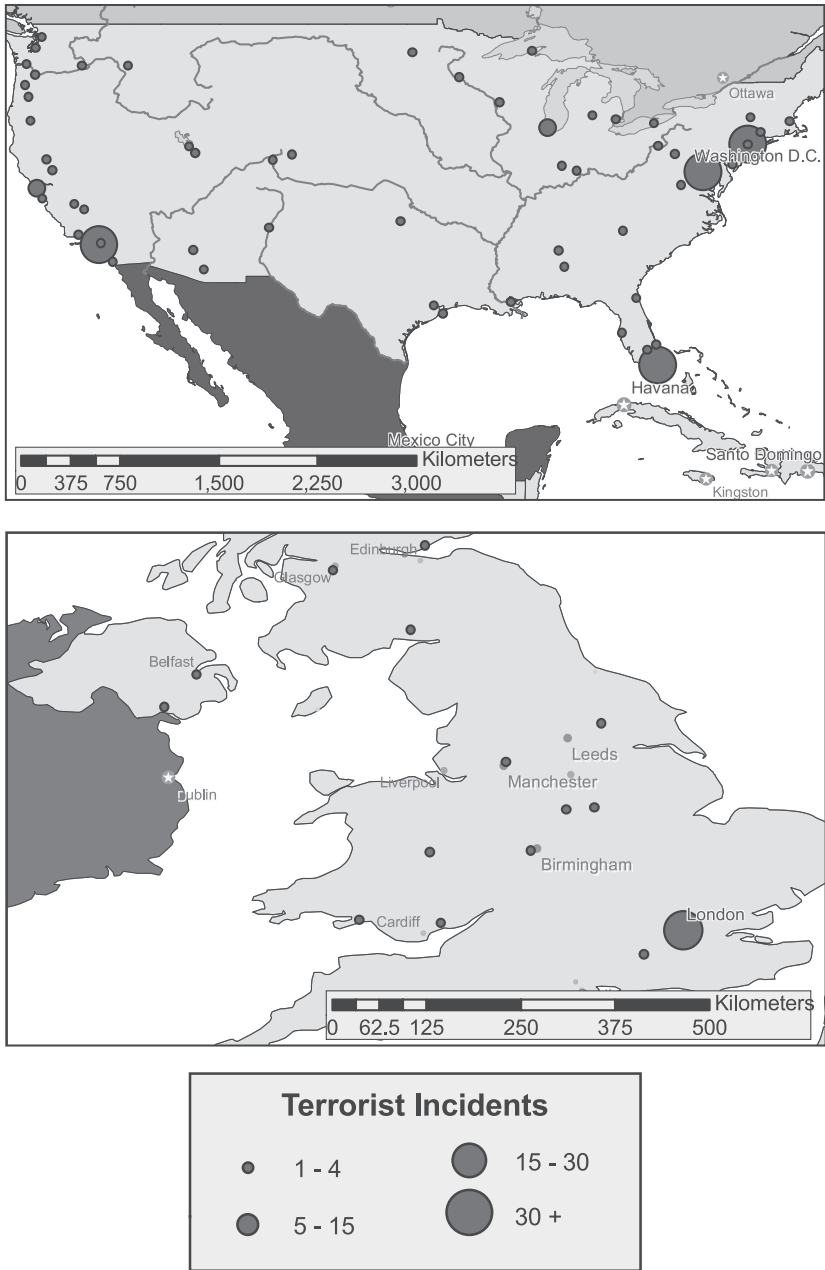 Ottawa
Washington D.C.
Havana
Mexico City
Santo Domingo
Kingston
Kilometers
0 375 750 1,500 2,250 3,000
Edinburgh
Glasgow
Belfast
Leeds
Liverpool
Manchester
Dublin
Birmingham
London
Cardiff
Kilometers
0 62.5 125 250 375 500
Terrorist Incidents
1 - 4
15 - 30
5 - 15
30 +